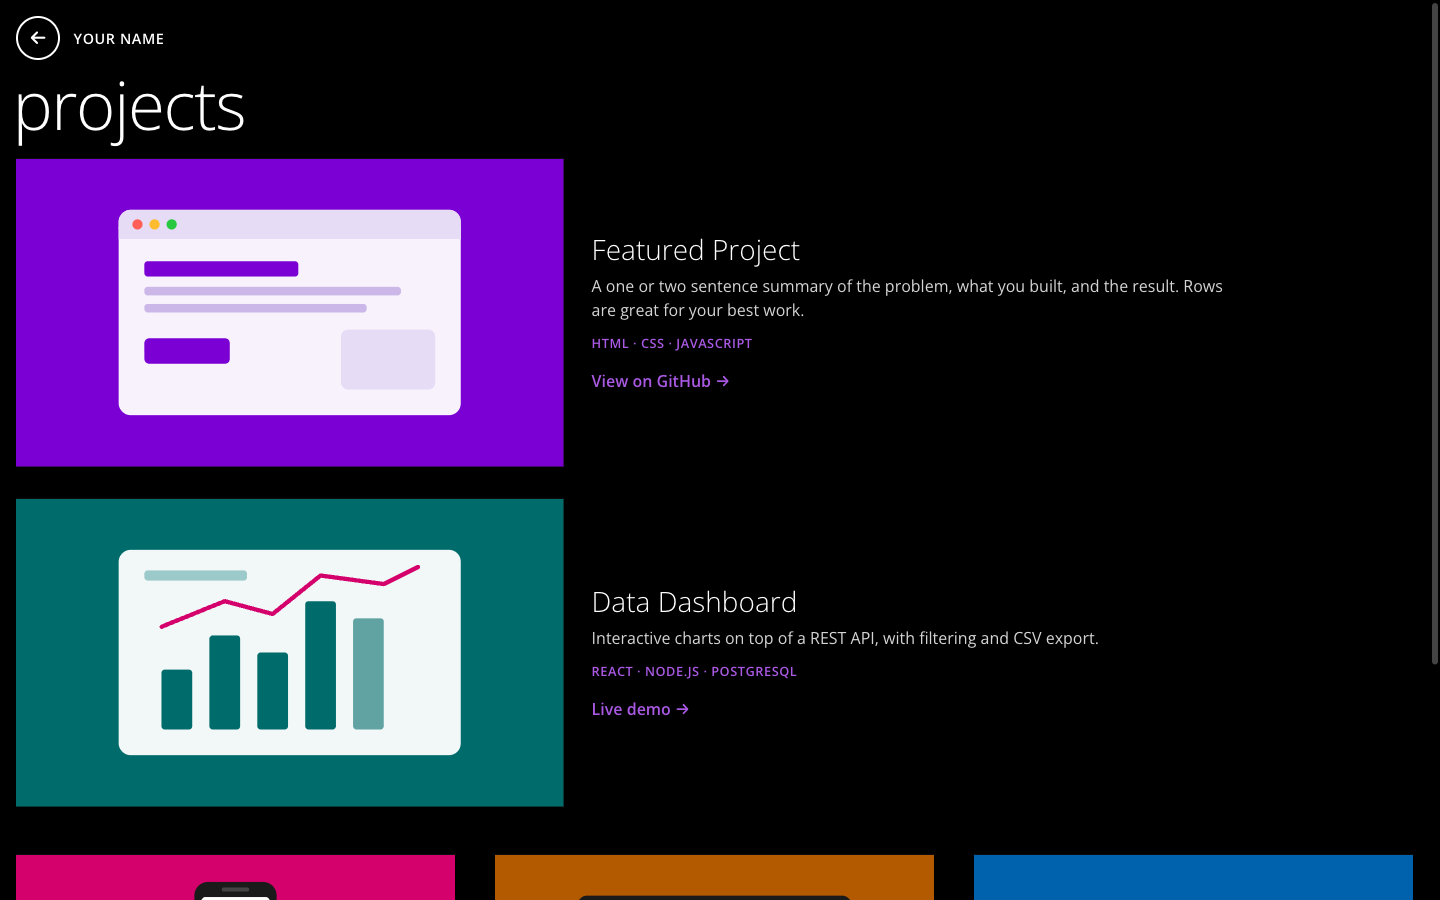 YOUR NAME
projects
Featured Project
A one or two sentence summary of the problem, what you built, and the result. Rows
are great for your best work.
HTML · CSS · JAVASCRIPT
View on GitHub →
Data Dashboard
Interactive charts on top of a REST API, with filtering and CSV export.
REACT · NODE.JS · POSTGRESQL
Live demo →